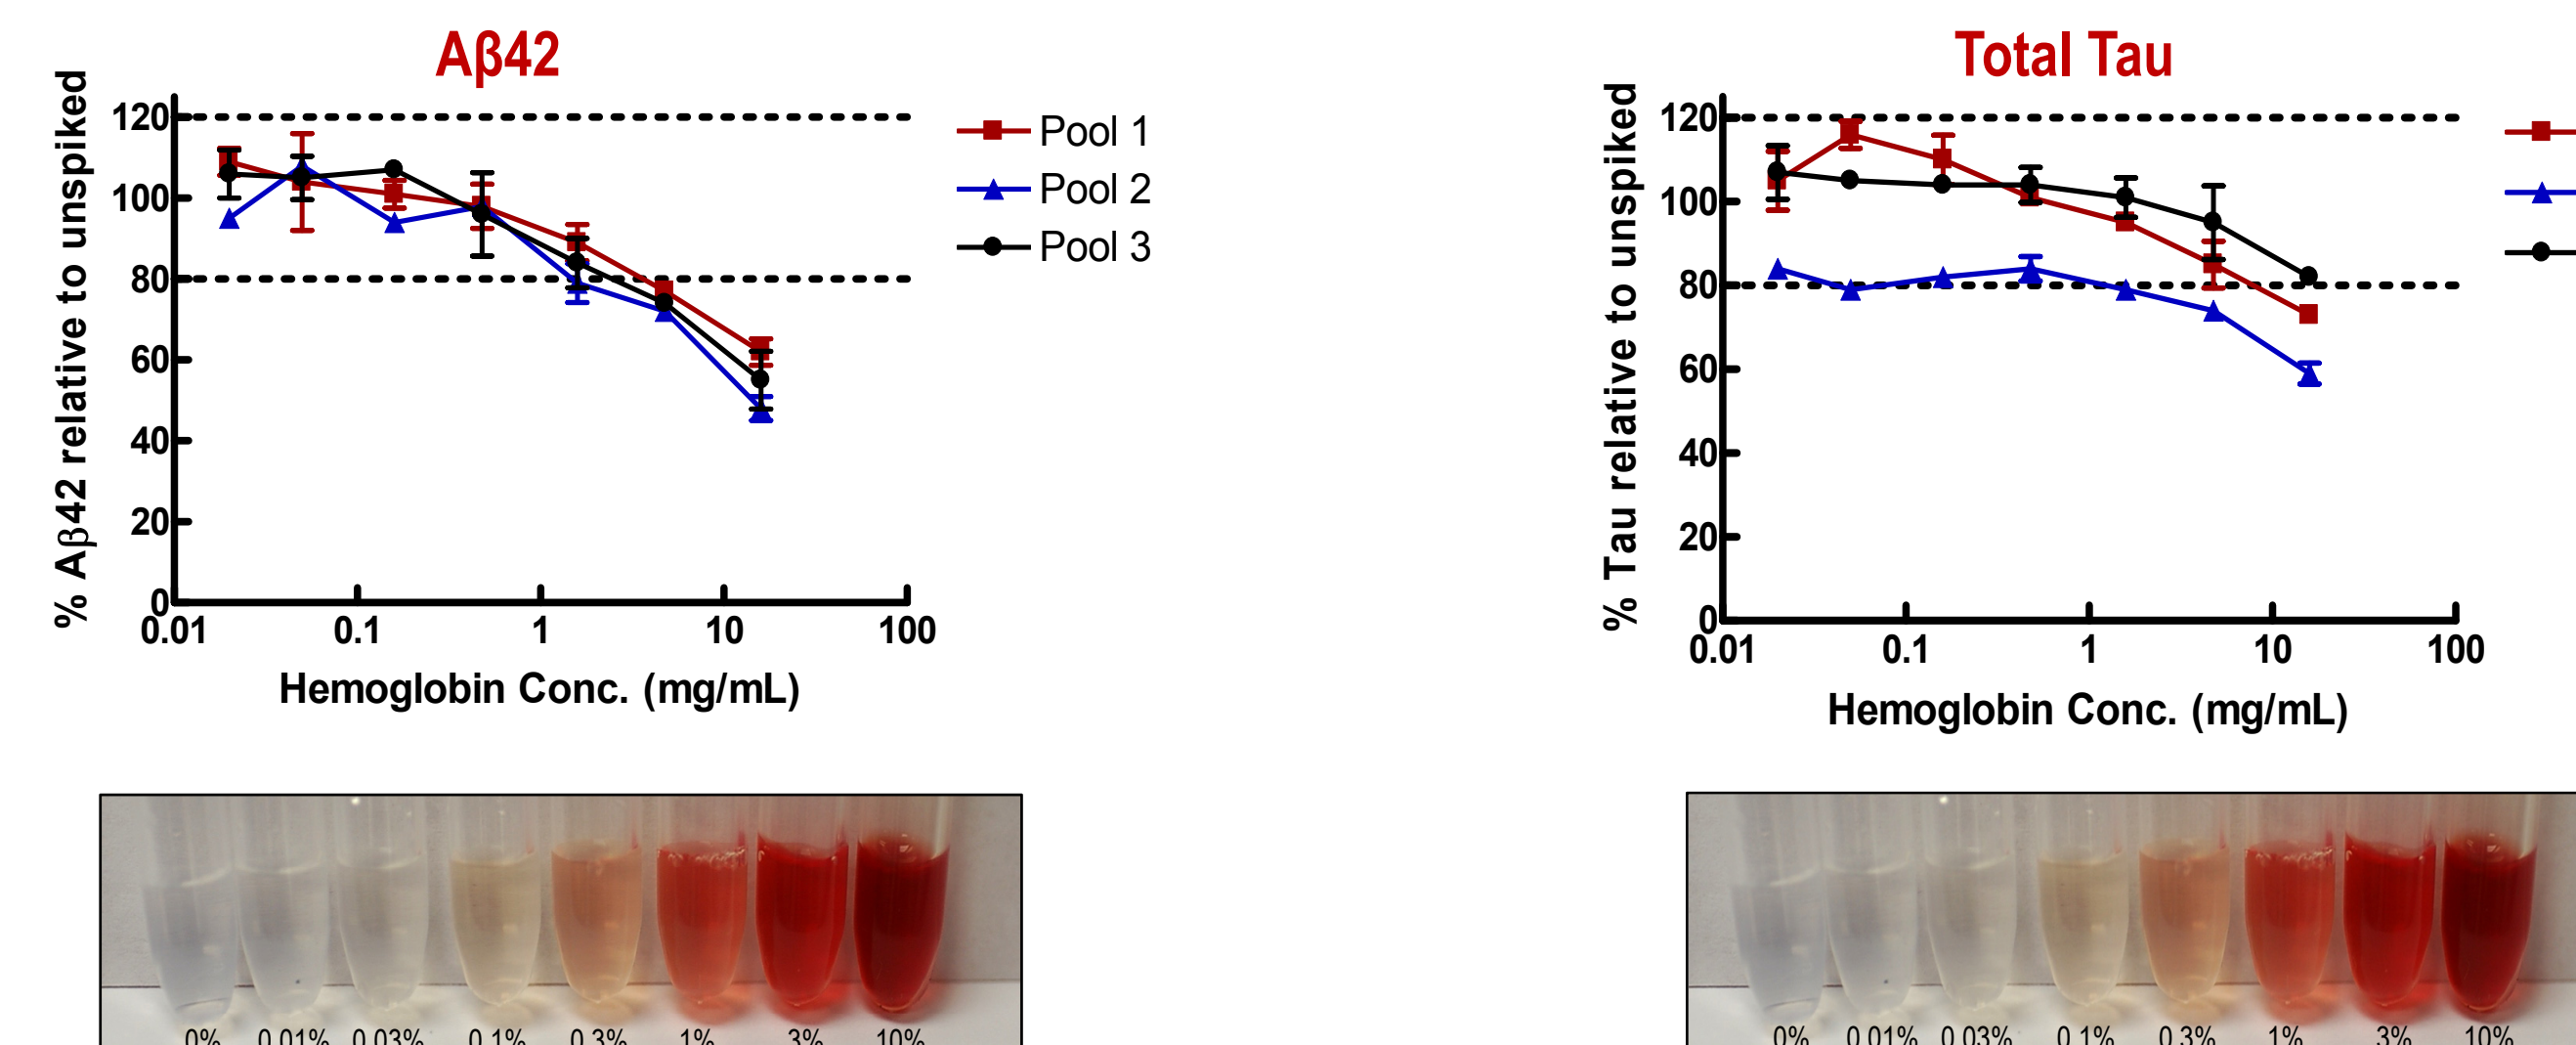 Aβ42
% Aβ42 relative to unspiked
120
100
80
60
40
20
0
0.01 0.1 1 10 100
Hemoglobin Conc. (mg/mL)
Pool 1
Pool 2
Pool 3
0% 0.01% 0.03% 0.1% 0.3% 1% 3% 10%
Total Tau
% Tau relative to unspiked
120
100
80
60
40
20
0
0.01 0.1 1 10 100
Hemoglobin Conc. (mg/mL)
0% 0.01% 0.03% 0.1% 0.3% 1% 3% 10%